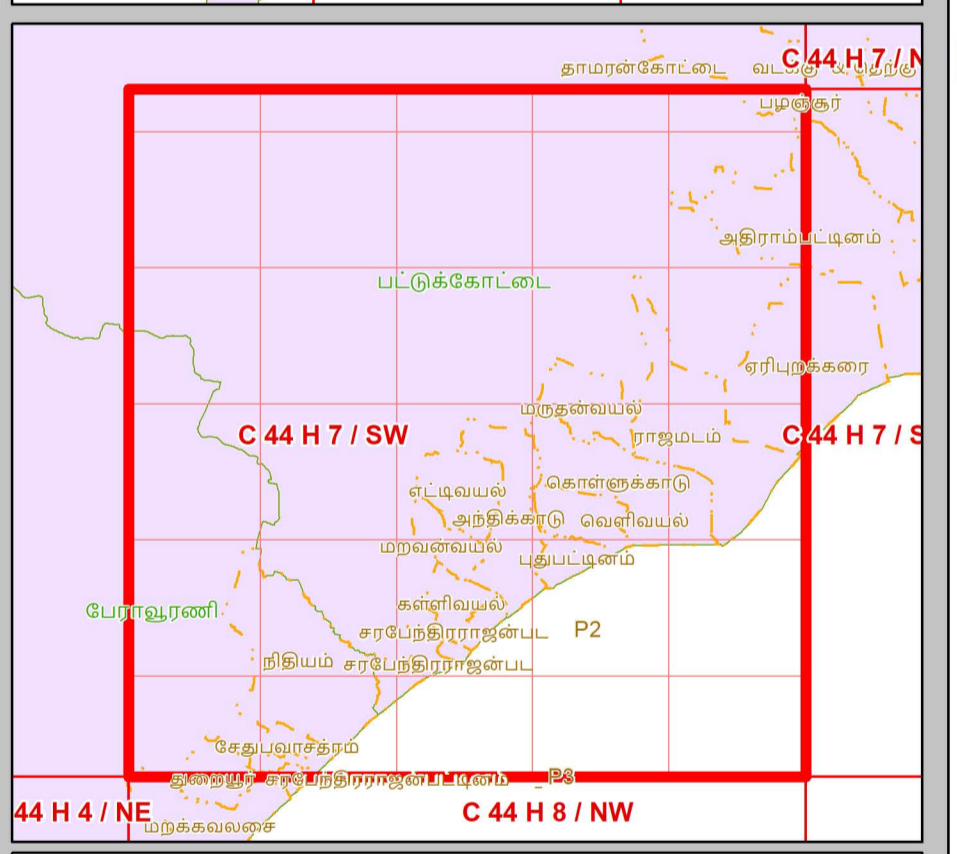 C 44 H 7 / N
தாமரன்கோட்டை
வடக்கு & தெற்கு
பழஞ்சூர்
அதிராம்பட்டினம்
பட்டுக்கோட்டை
ஏரிபுறக்கரை
மருதன்வயல்
C 44 H 7 / SW
ராஜமடம்
C 44 H 7 / S
எட்டிவயல்
கொள்ளுக்காடு
அந்திக்காடு
வெளிவயல்
மறவன்வயல்
புதுபட்டினம்
பேராவூரணி
கள்ளிவயல்
சரபேந்திரராஜன்பட
P2
நிதியம்
சரபேந்திரராஜன்பட
சேதுபவாசத்ரம்
துறையூர்
சரபேந்திரராஜன்பட்டினம்
_ P3
44 H 4 / NE
C 44 H 8 / NW
மறக்கவலசை